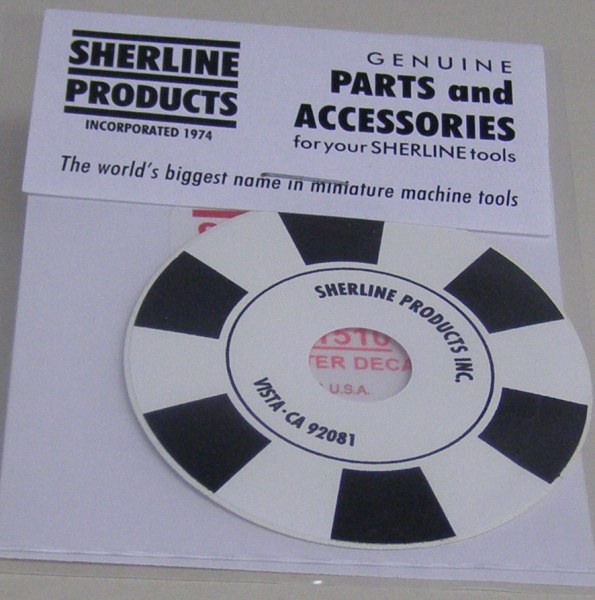 SHERLINE
PRODUCTS
INCORPORATED 1974
GENUINE
PARTS and
ACCESSORIES
for your SHERLINE tools
The world's biggest name in miniature machine tools
SHERLINE PRODUCTS INC.
U.S.A.
VISTA · CA 92081